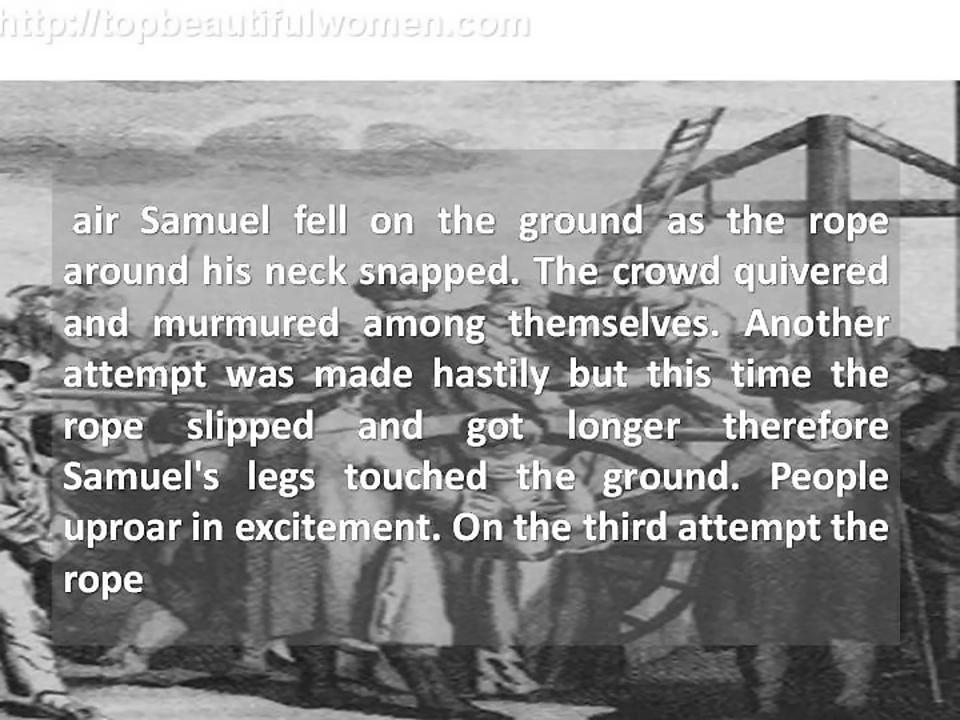 http://topbeautifulwomen.com
air Samuel fell on the ground as the rope
around his neck snapped. The crowd quivered
and murmured among themselves. Another
attempt was made hastily but this time the
rope slipped and got longer therefore
Samuel's legs touched the ground. People
uproar in excitement. On the third attempt the
rope